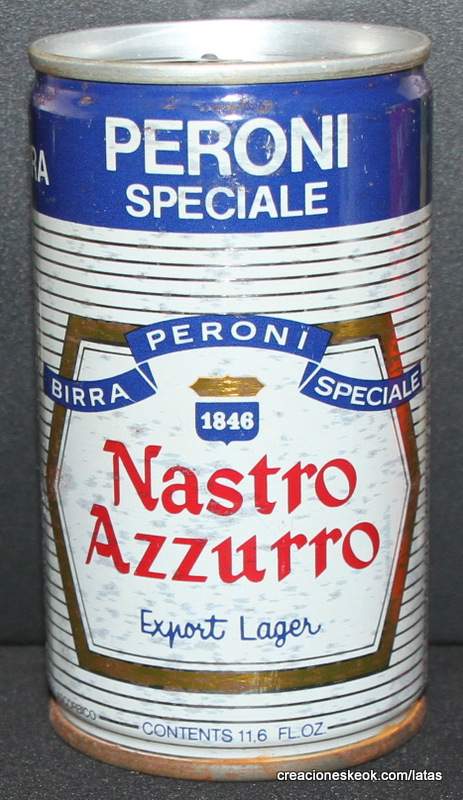 PERONI
RA
SPECIALE
PERONI
BIRRA SPECIALE
1846
Nastro
Azzurro
Export Lager
CONTENTS 11,6 FL.OZ.
creacioneskeok.com/latas